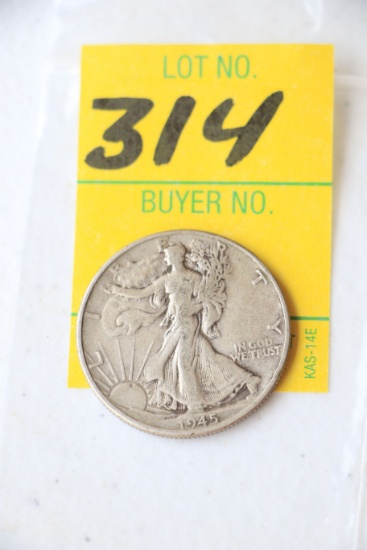 LOT NO.
314
BUYER NO.
LIBERTY
IN GOD
WE TRUST
1945
KAS-14E